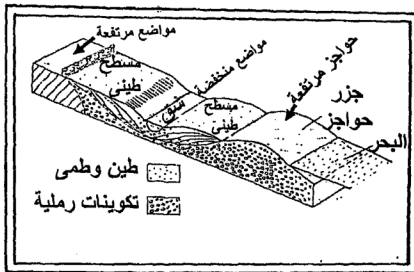 مواضع مرتفعة
مواضع منخفضة
حواجز مرتفعة
مسطح
طيني
شق
مسطح
طيني
جزر
حواجز
البحر
طين وطمى
تكوينات رملية